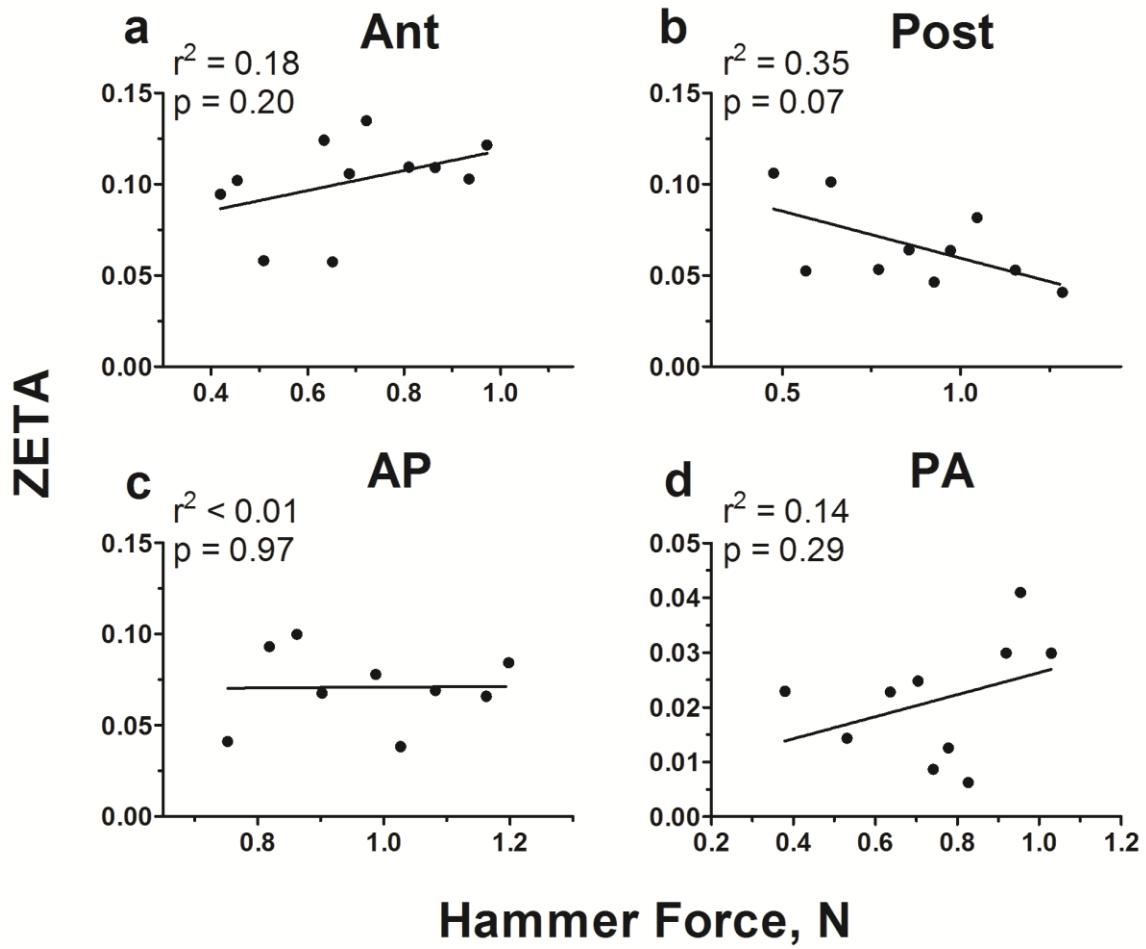 a Ant
r² = 0.18
p = 0.20
0.15
0.10
0.05
0.00
0.4 0.6 0.8 1.0
b Post
r² = 0.35
p = 0.07
0.15
0.10
0.05
0.00
0.5 1.0
ZETA
c AP
r² < 0.01
p = 0.97
0.15
0.10
0.05
0.00
0.8 1.0 1.2
d PA
r² = 0.14
p = 0.29
0.05
0.04
0.03
0.02
0.01
0.00
0.2 0.4 0.6 0.8 1.0 1.2
Hammer Force, N